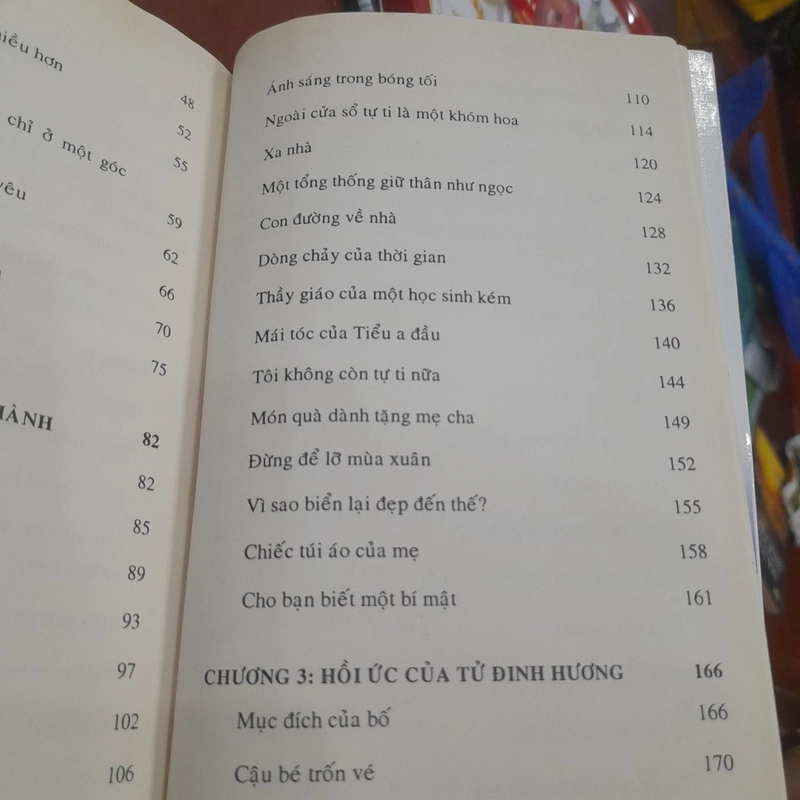 hơn
48
52
chỉ ở một góc
55
yêu
59
62
66
70
75
82
82
85
89
93
97
102
106
Ánh sáng trong bóng tối 110
Ngoài cửa sổ tự ti là một khóm hoa 114
Xa nhà 120
Một tổng thống giữ thân như ngọc 124
Con đường về nhà 128
Dòng chảy của thời gian 132
Thầy giáo của một học sinh kém 136
Mái tóc của Tiểu a đầu 140
Tôi không còn tự ti nữa 144
Món quà dành tặng mẹ cha 149
Đừng để lỡ mùa xuân 152
Vì sao biển lại đẹp đến thế? 155
Chiếc túi áo của mẹ 158
Cho bạn biết một bí mật 161
CHƯƠNG 3: HỒI ỨC CỦA TỬ ĐINH HƯƠNG 166
Mục đích của bố 166
Cậu bé trốn vé 170